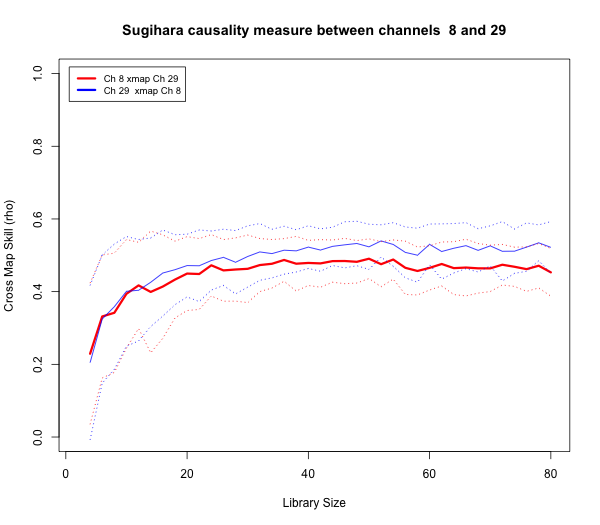 Sugihara causality measure between channels  8 and 29
Ch 8 xmap Ch 29
Ch 29  xmap Ch 8
Cross Map Skill (rho)
1.0
0.8
0.6
0.4
0.2
0.0
0 20 40 60 80
Library Size